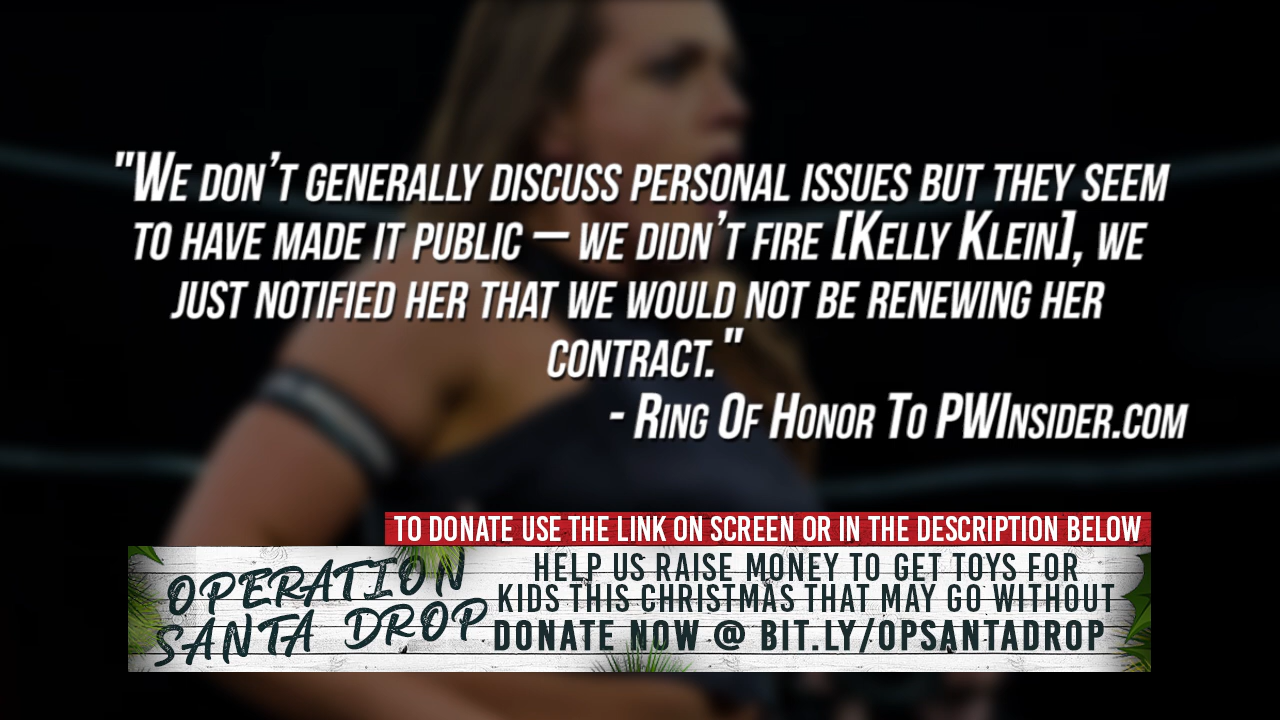 "We don't generally discuss personal issues but they seem
to have made it public – we didn't fire [Kelly Klein], we
just notified her that we would not be renewing her
contract."
- Ring Of Honor To PWInsider.com
TO DONATE USE THE LINK ON SCREEN OR IN THE DESCRIPTION BELOW
OPERATION
SANTA DROP
HELP US RAISE MONEY TO GET TOYS FOR
KIDS THIS CHRISTMAS THAT MAY GO WITHOUT
DONATE NOW @ BIT.LY/OPSANTADROP